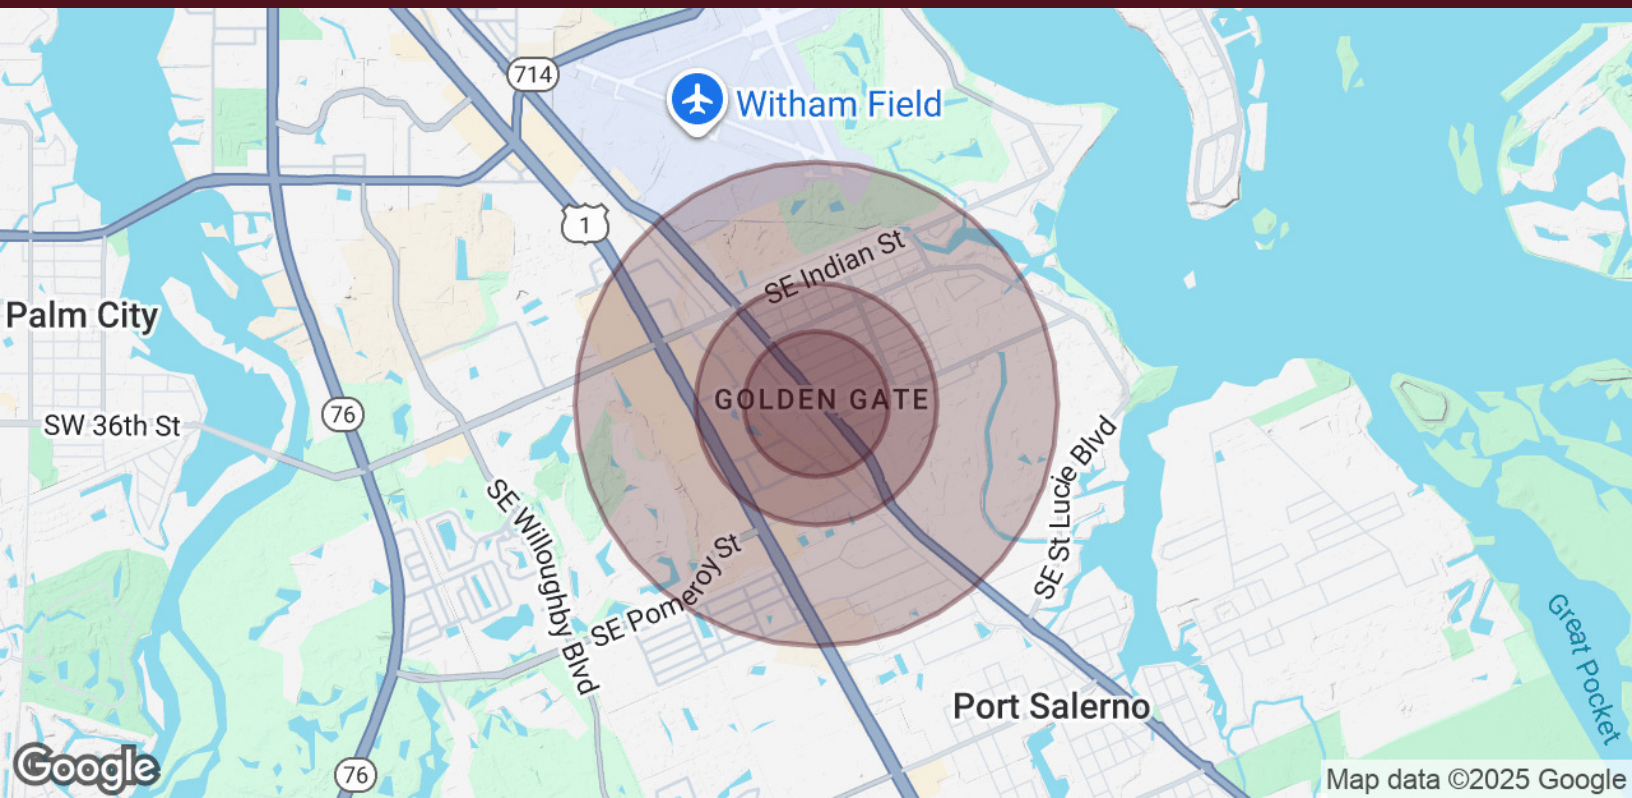 714
Witham Field
1
SE Indian St
Palm City
GOLDEN GATE
76
SW 36th St
SE St Lucie Blvd
SE Willoughby Blvd
SE Pomeroy St
Great Pocket
Port Salerno
76
Google
Map data ©2025 Google